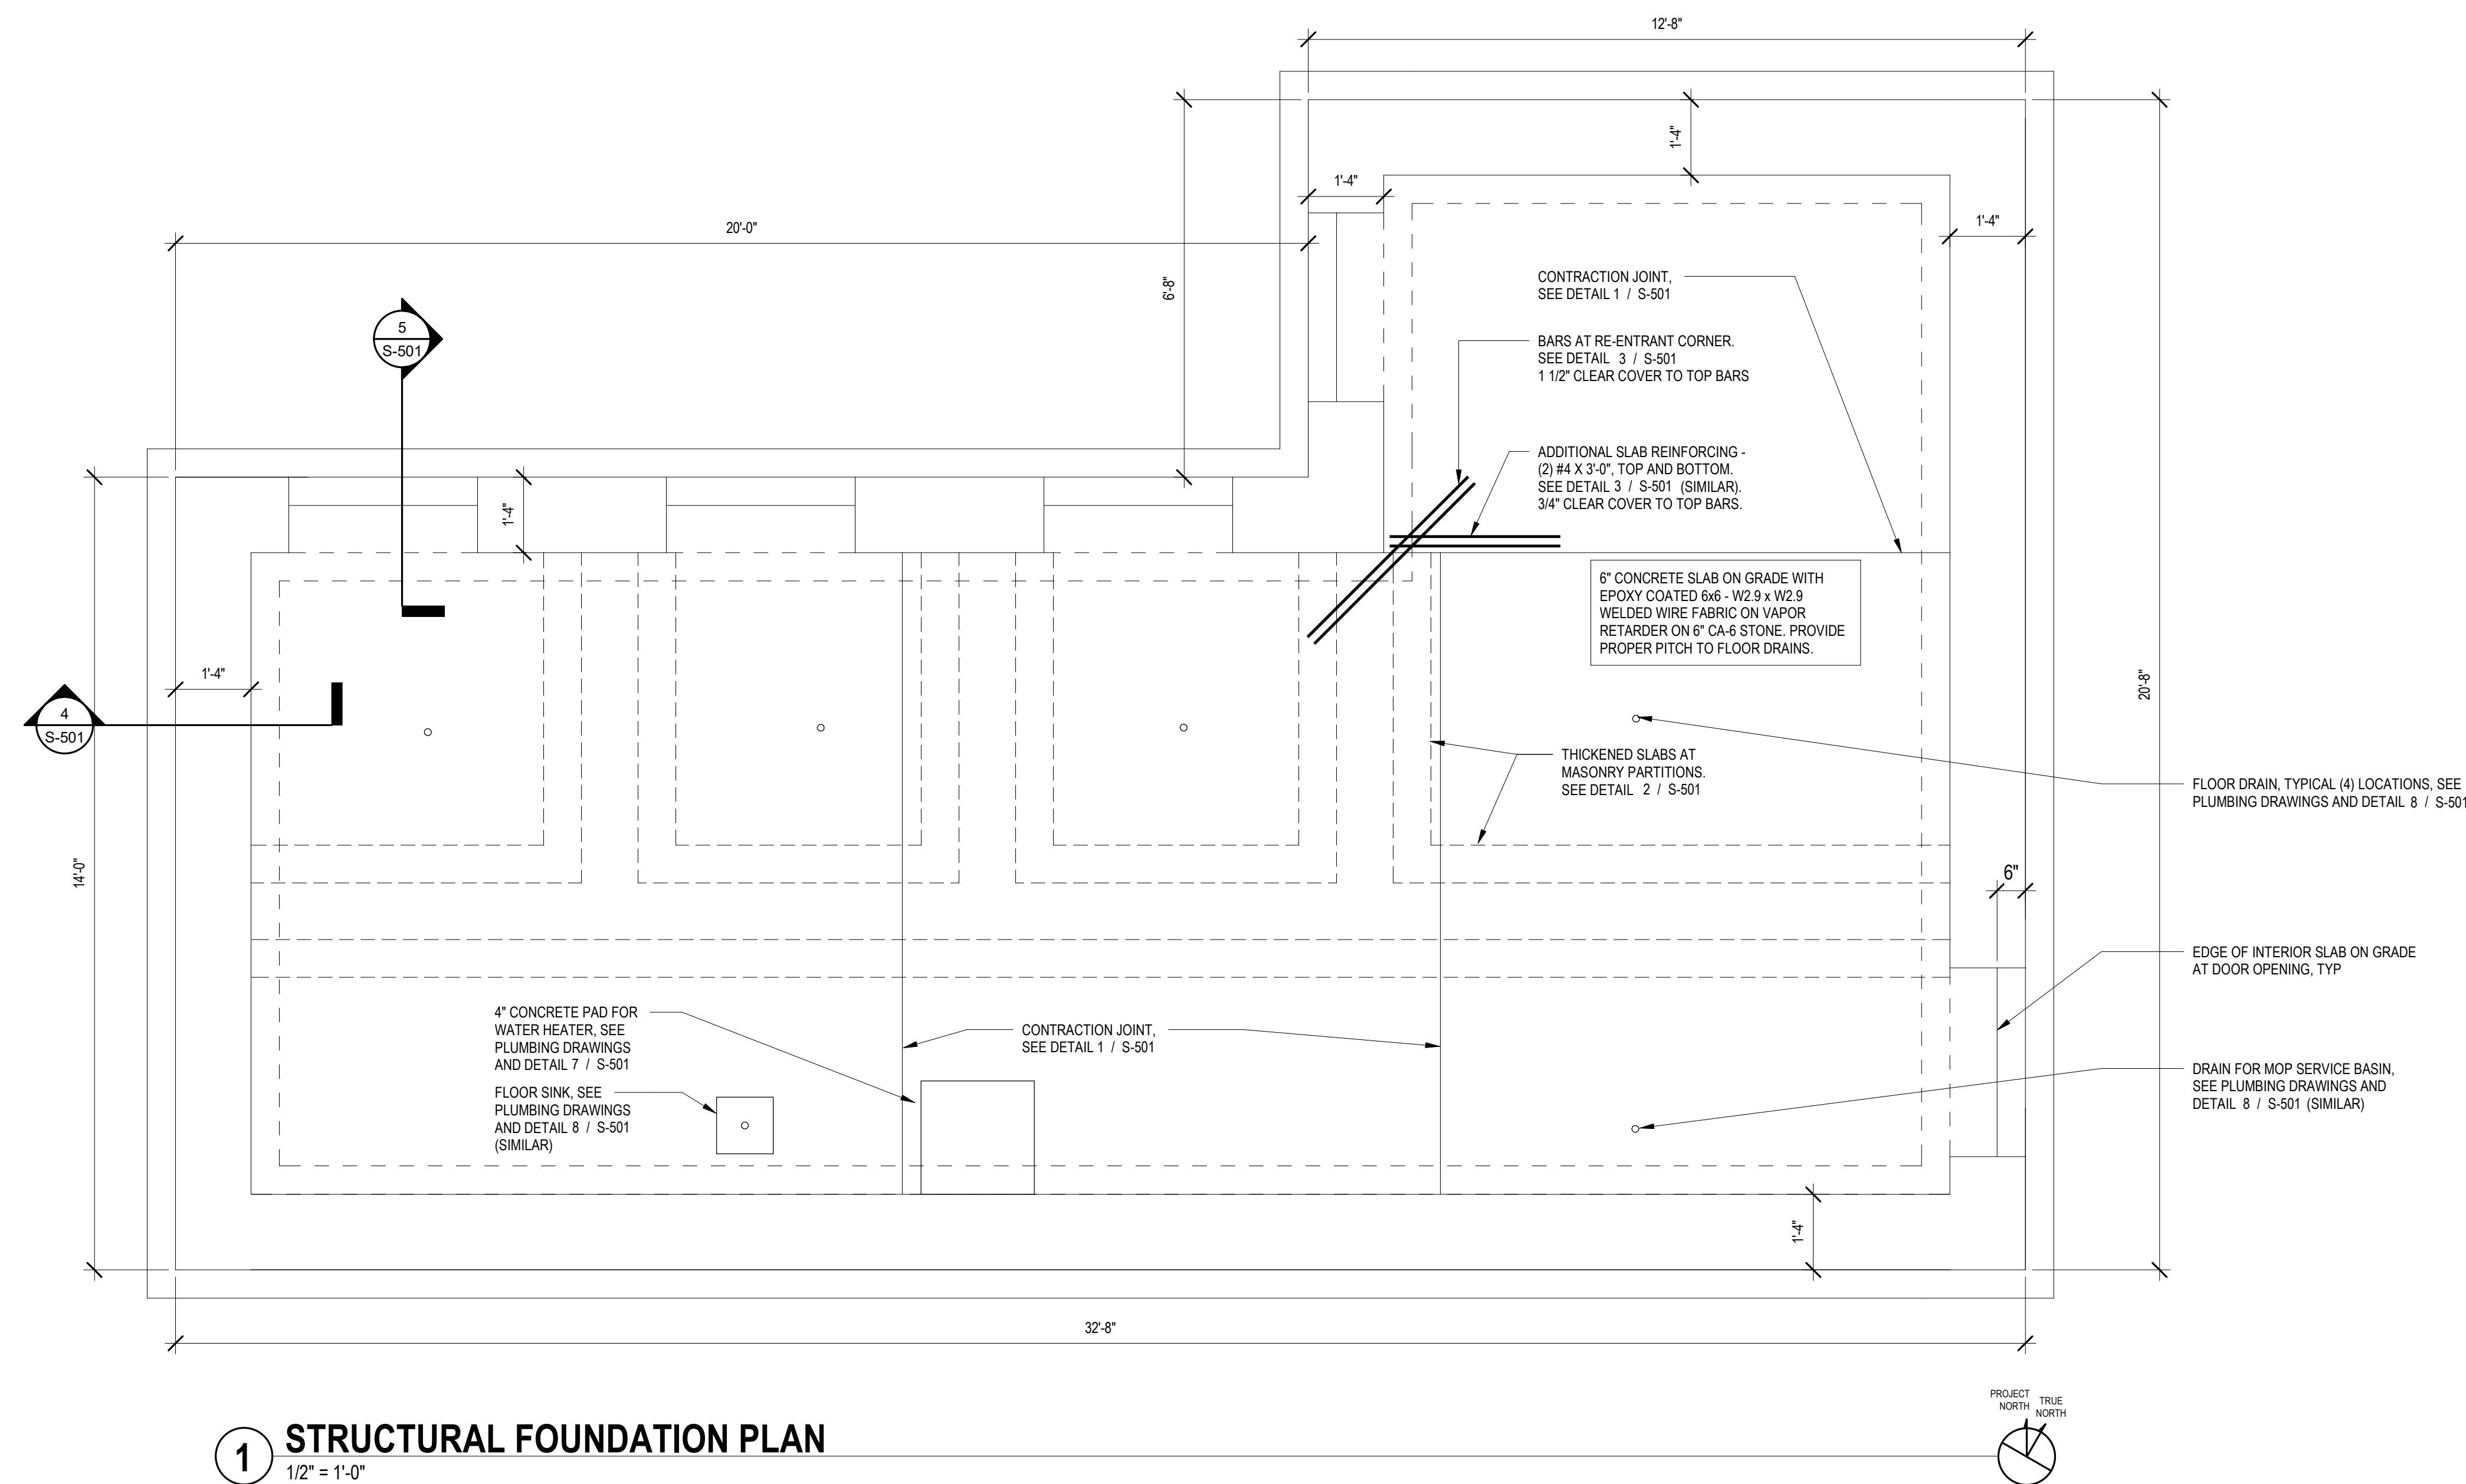 12'-8"
1'-4"
1'-4"
1'-4"
20'-0"
6'-8"
CONTRACTION JOINT,
SEE DETAIL 1 / S-501
BARS AT RE-ENTRANT CORNER.
SEE DETAIL 3 / S-501
1 1/2" CLEAR COVER TO TOP BARS
5
S-501
ADDITIONAL SLAB REINFORCING -
(2) #4 X 3'-0", TOP AND BOTTOM.
SEE DETAIL 3 / S-501 (SIMILAR).
3/4" CLEAR COVER TO TOP BARS.
1'-4"
6" CONCRETE SLAB ON GRADE WITH
EPOXY COATED 6x6 - W2.9 x W2.9
WELDED WIRE FABRIC ON VAPOR
RETARDER ON 6" CA-6 STONE. PROVIDE
PROPER PITCH TO FLOOR DRAINS.
1'-4"
20'-8"
4
S-501
THICKENED SLABS AT
MASONRY PARTITIONS.
SEE DETAIL 2 / S-501
FLOOR DRAIN, TYPICAL (4) LOCATIONS, SEE
PLUMBING DRAWINGS AND DETAIL 8 / S-501
14'-0"
6"
EDGE OF INTERIOR SLAB ON GRADE
AT DOOR OPENING, TYP
4" CONCRETE PAD FOR
WATER HEATER, SEE
PLUMBING DRAWINGS
AND DETAIL 7 / S-501
CONTRACTION JOINT,
SEE DETAIL 1 / S-501
FLOOR SINK, SEE
PLUMBING DRAWINGS
AND DETAIL 8 / S-501
(SIMILAR)
DRAIN FOR MOP SERVICE BASIN,
SEE PLUMBING DRAWINGS AND
DETAIL 8 / S-501 (SIMILAR)
1'-4"
32'-8"
PROJECT
NORTH
TRUE
NORTH
1
STRUCTURAL FOUNDATION PLAN
1/2" = 1'-0"